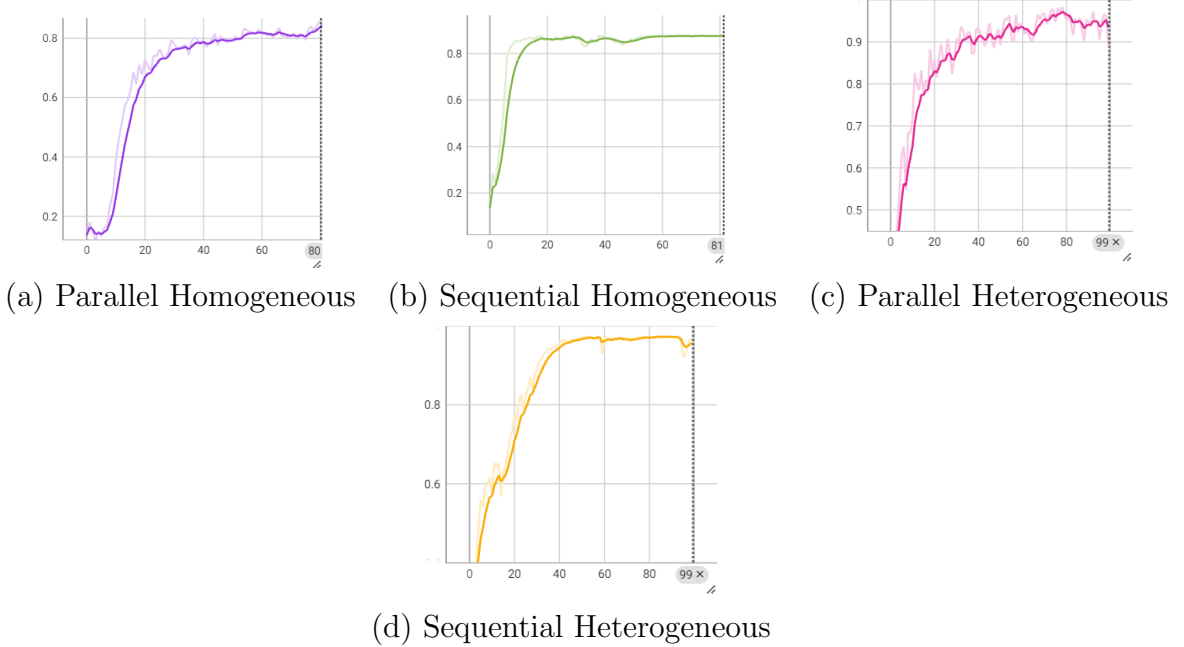 0.8
0.6
0.4
0.2
0 20 40 60 80
(a) Parallel Homogeneous
0.8
0.6
0.4
0.2
0 20 40 60 81
(b) Sequential Homogeneous
0.9
0.8
0.7
0.6
0.5
0 20 40 60 80 99 ×
(c) Parallel Heterogeneous
0.8
0.6
0 20 40 60 80 99 ×
(d) Sequential Heterogeneous